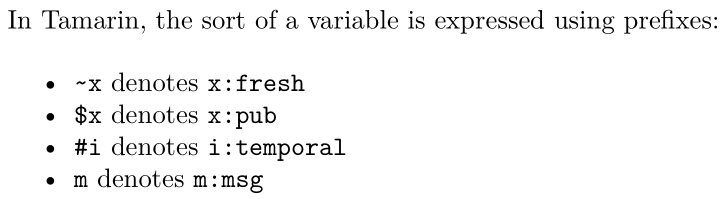 In Tamarin, the sort of a variable is expressed using prefixes:
• ~x denotes x:fresh
• $x denotes x:pub
• #i denotes i:temporal
• m denotes m:msg